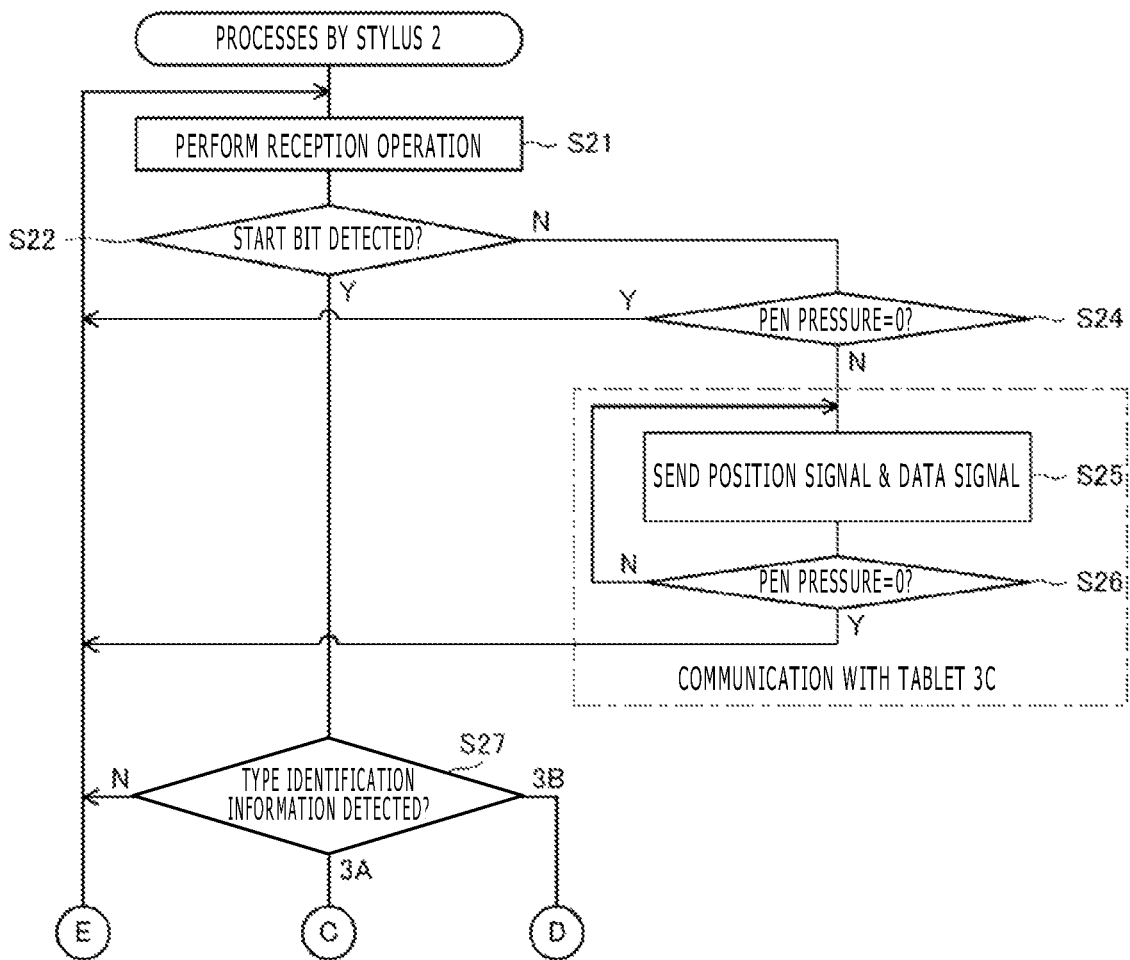 PROCESSES BY STYLUS 2
PERFORM RECEPTION OPERATION
S21
S22
START BIT DETECTED?
N
Y
Y
PEN PRESSURE=0?
S24
N
SEND POSITION SIGNAL & DATA SIGNAL
S25
N
PEN PRESSURE=0?
S26
Y
COMMUNICATION WITH TABLET 3C
S27
N
TYPE IDENTIFICATION
INFORMATION DETECTED?
3B
3A
E
C
D